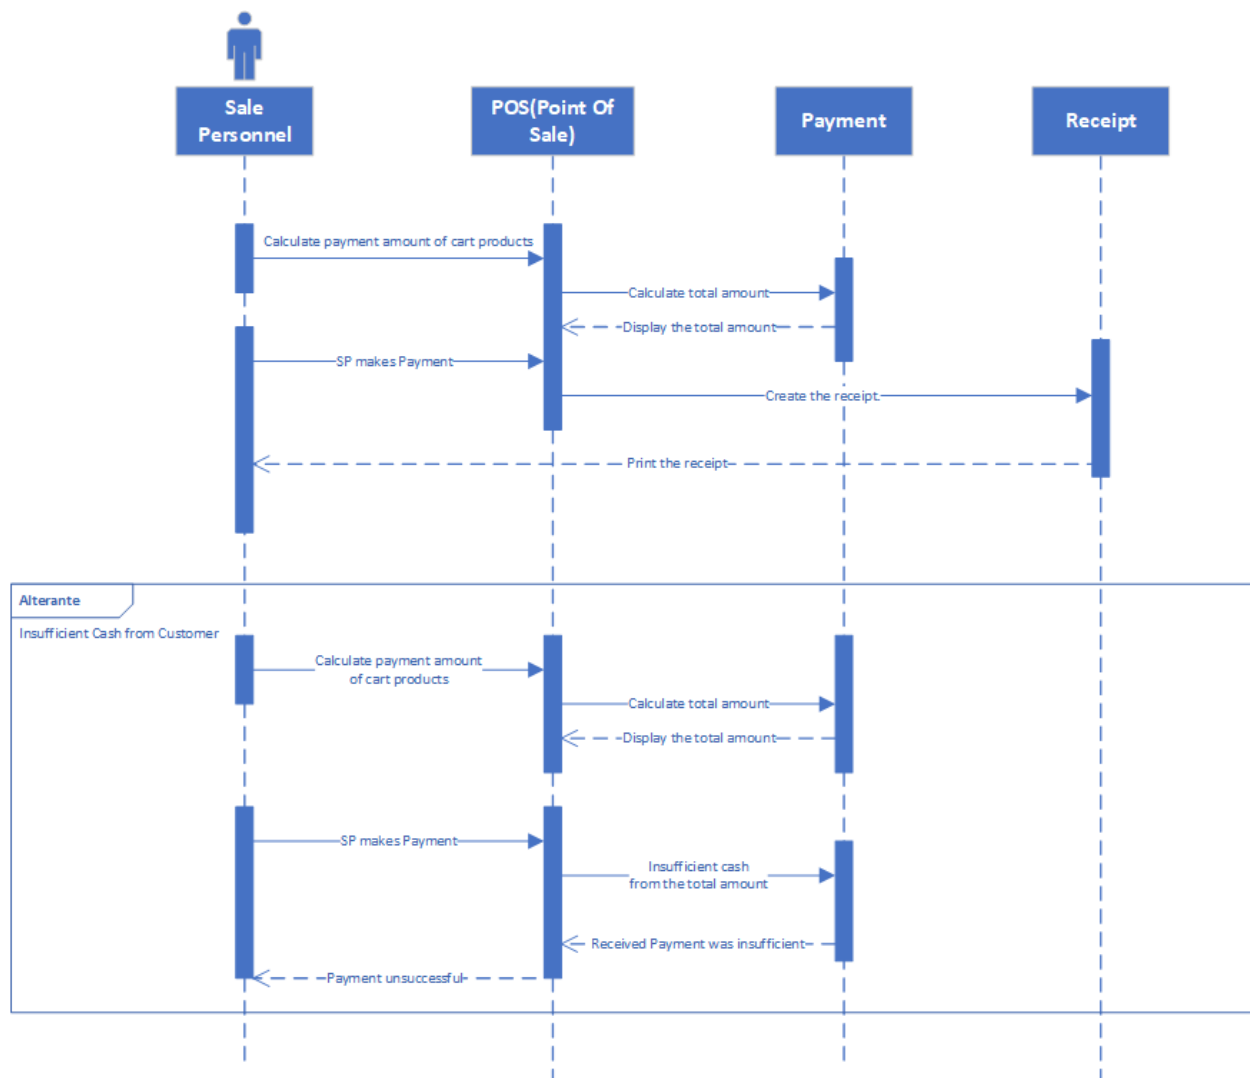 Sale
Personnel
POS(Point Of
Sale)
Payment
Receipt
Calculate payment amount of cart products
Calculate total amount
Display the total amount
SP makes Payment
Create the receipt.
Print the receipt
Alterante
Insufficient Cash from Customer
Calculate payment amount
of cart products
Calculate total amount
Display the total amount
SP makes Payment
Insufficient cash
from the total amount
Received Payment was insufficient
Payment unsuccessful